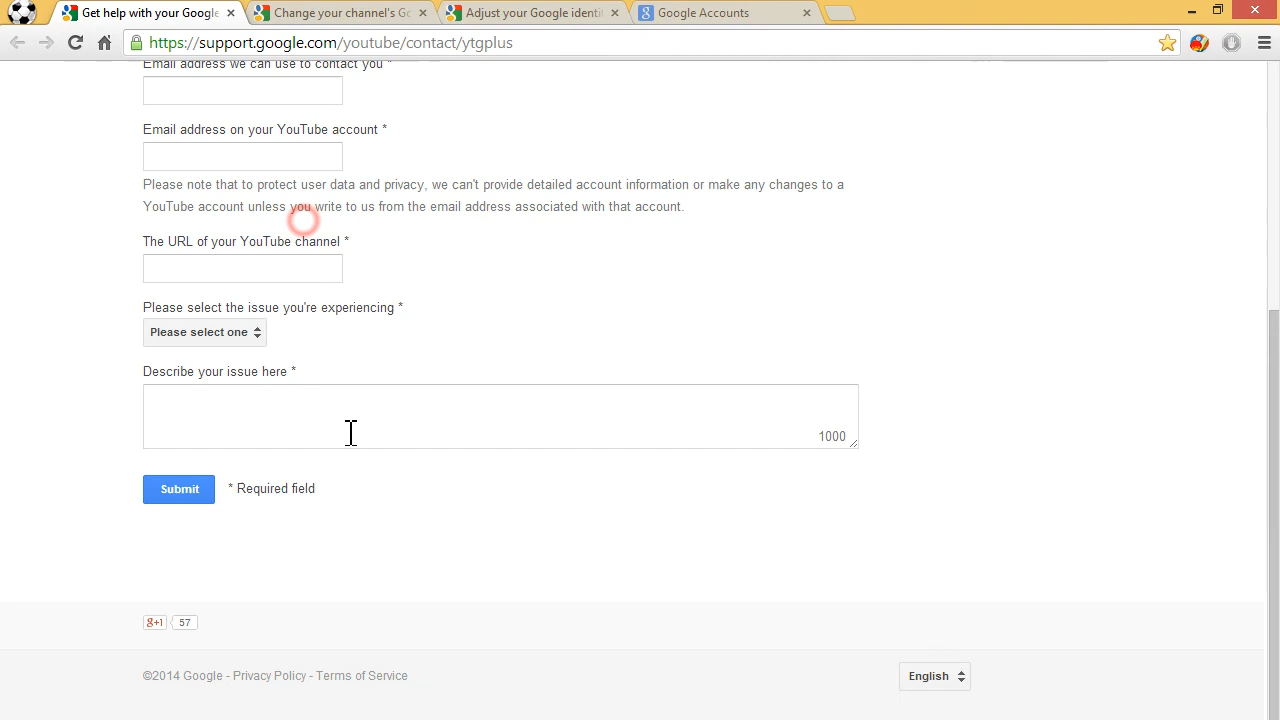 Get help with your Google
Change your channel's Go
Adjust your Google identi
Google Accounts
https://support.google.com/youtube/contact/ytgplus
Email address we can use to contact you *
Email address on your YouTube account *
Please note that to protect user data and privacy, we can't provide detailed account information or make any changes to a
YouTube account unless you write to us from the email address associated with that account.
The URL of your YouTube channel *
Please select the issue you're experiencing *
Please select one
Describe your issue here *
1000
Submit
* Required field
g+1 57
©2014 Google - Privacy Policy - Terms of Service
English